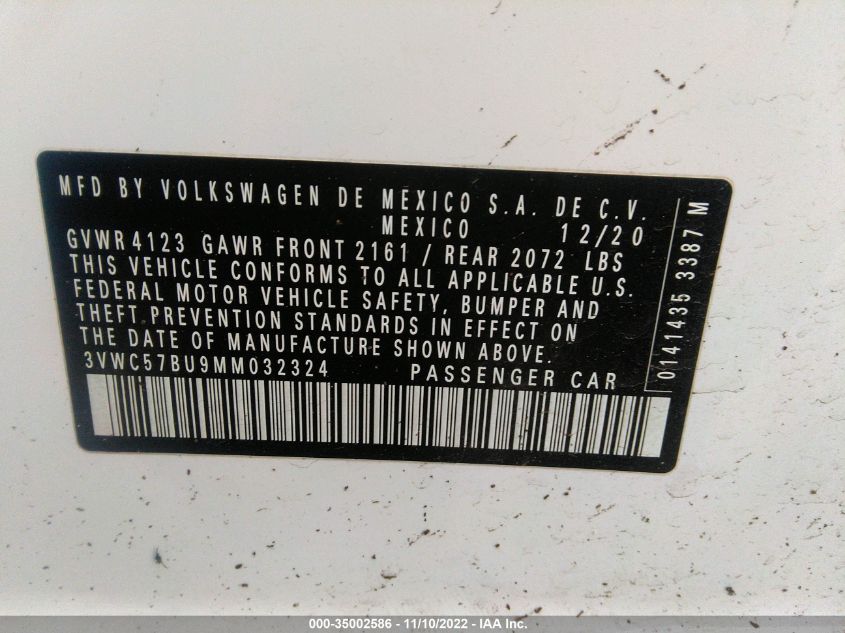 MFD BY VOLKSWAGEN DE MEXICO S.A. DE C.V.
MEXICO 12/20
GVWR 4123 GAWR FRONT 2161 / REAR 2072 LBS
THIS VEHICLE CONFORMS TO ALL APPLICABLE U.S.
FEDERAL MOTOR VEHICLE SAFETY, BUMPER AND
THEFT PREVENTION STANDARDS IN EFFECT ON
THE DATE OF MANUFACTURE SHOWN ABOVE.
3VWC57BU9MM032324 PASSENGER CAR
0141435 3387 M
000-35002586 - 11/10/2022 - IAA Inc.